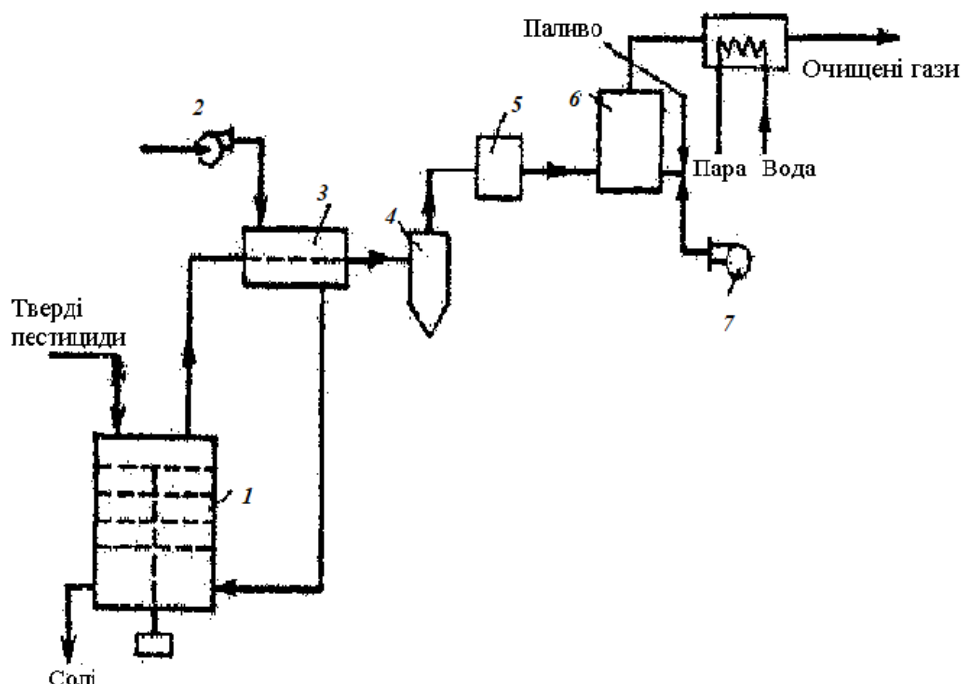 Паливо
Очищені гази
2
5
6
Пара Вода
3
4
7
Тверді
пестициди
1
Солі